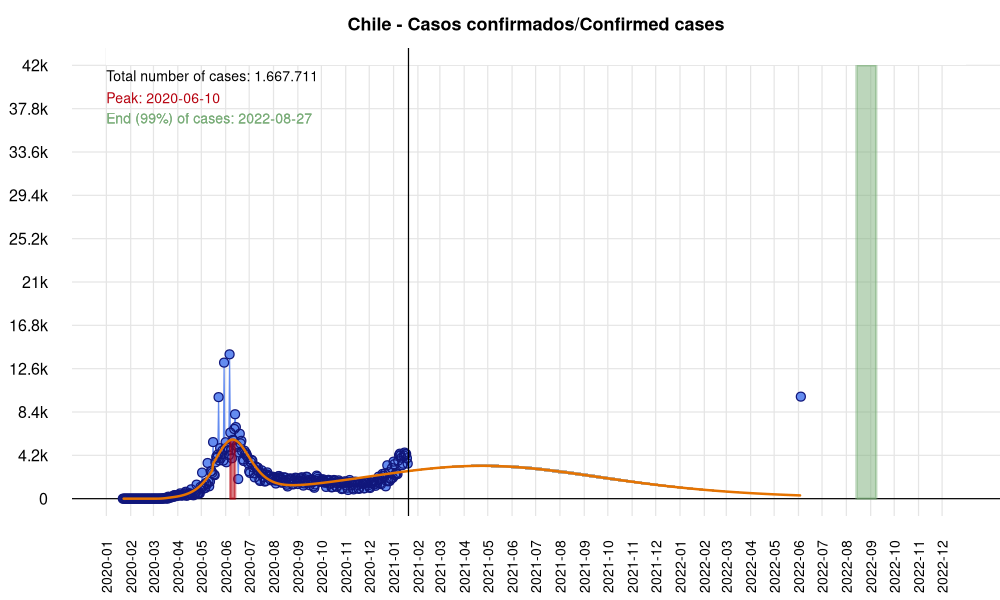 Chile - Casos confirmados/Confirmed cases
Total number of cases: 1.667.711
Peak: 2020-06-10
End (99%) of cases: 2022-08-27
42k
37.8k
33.6k
29.4k
25.2k
21k
16.8k
12.6k
8.4k
4.2k
0
2020-01
2020-02
2020-03
2020-04
2020-05
2020-06
2020-07
2020-08
2020-09
2020-10
2020-11
2020-12
2021-01
2021-02
2021-03
2021-04
2021-05
2021-06
2021-07
2021-08
2021-09
2021-10
2021-11
2021-12
2022-01
2022-02
2022-03
2022-04
2022-05
2022-06
2022-07
2022-08
2022-09
2022-10
2022-11
2022-12